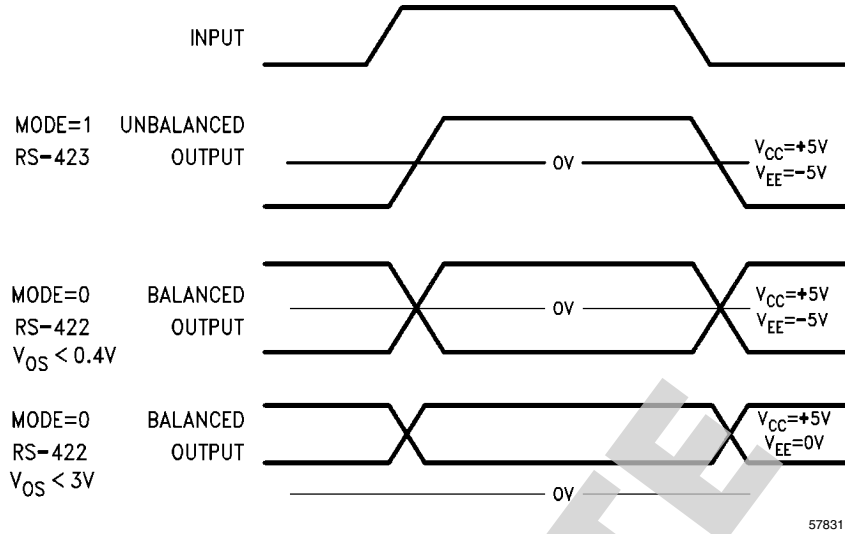 INPUT
MODE=1 UNBALANCED
RS-423 OUTPUT
0V
VCC=+5V
VEE=-5V
MODE=0 BALANCED
RS-422 OUTPUT
VOS < 0.4V
0V
VCC=+5V
VEE=-5V
MODE=0 BALANCED
RS-422 OUTPUT
VOS < 3V
VCC=+5V
VEE=0V
0V
TE
57831